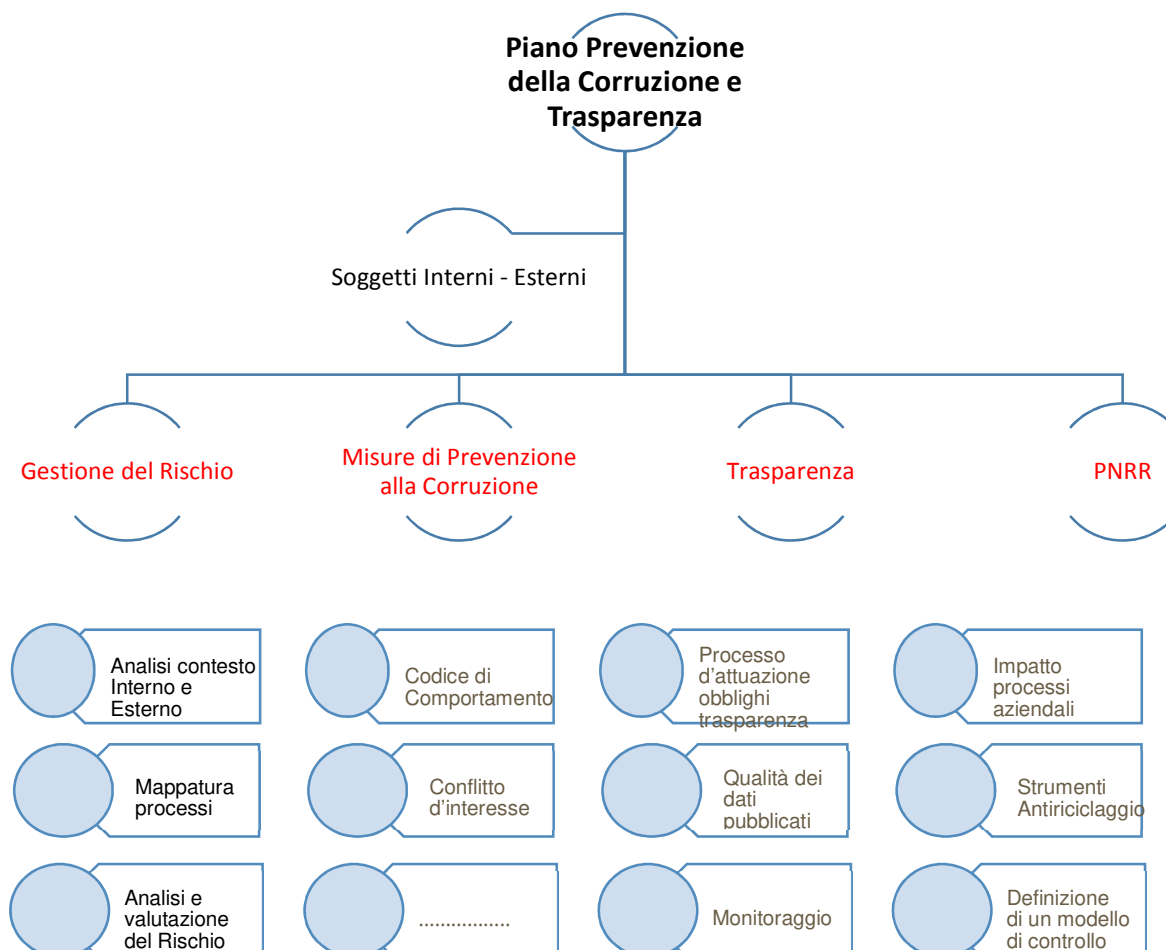 Piano Prevenzione
della Corruzione e
Trasparenza
Soggetti Interni - Esterni
Gestione del Rischio
Misure di Prevenzione
alla Corruzione
Trasparenza
PNRR
Analisi contesto
Interno e
Esterno
Codice di
Comportamento
Processo
d'attuazione
obblighi
trasparenza
Impatto
processi
aziendali
Mappatura
processi
Conflitto
d'interesse
Qualità dei
dati
pubblicati
Strumenti
Antiriciclaggio
Analisi e
valutazione
del Rischio
.................
Monitoraggio
Definizione
di un modello
di controllo